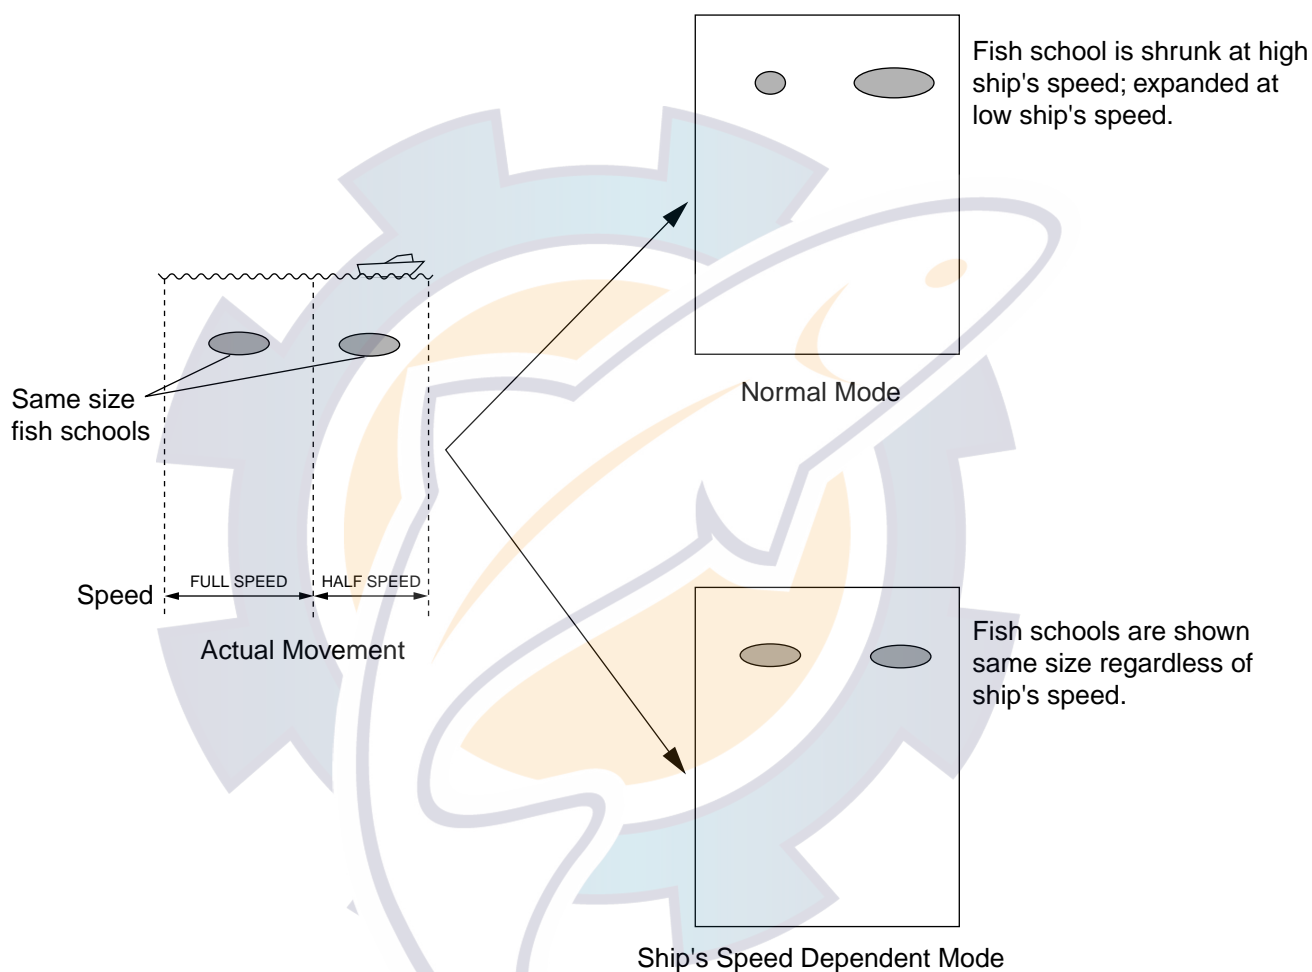 Fish school is shrunk at high
ship's speed; expanded at
low ship's speed.
Normal Mode
Same size
fish schools
Speed
FULL SPEED
HALF SPEED
Actual Movement
Fish schools are shown
same size regardless of
ship's speed.
Ship's Speed Dependent Mode